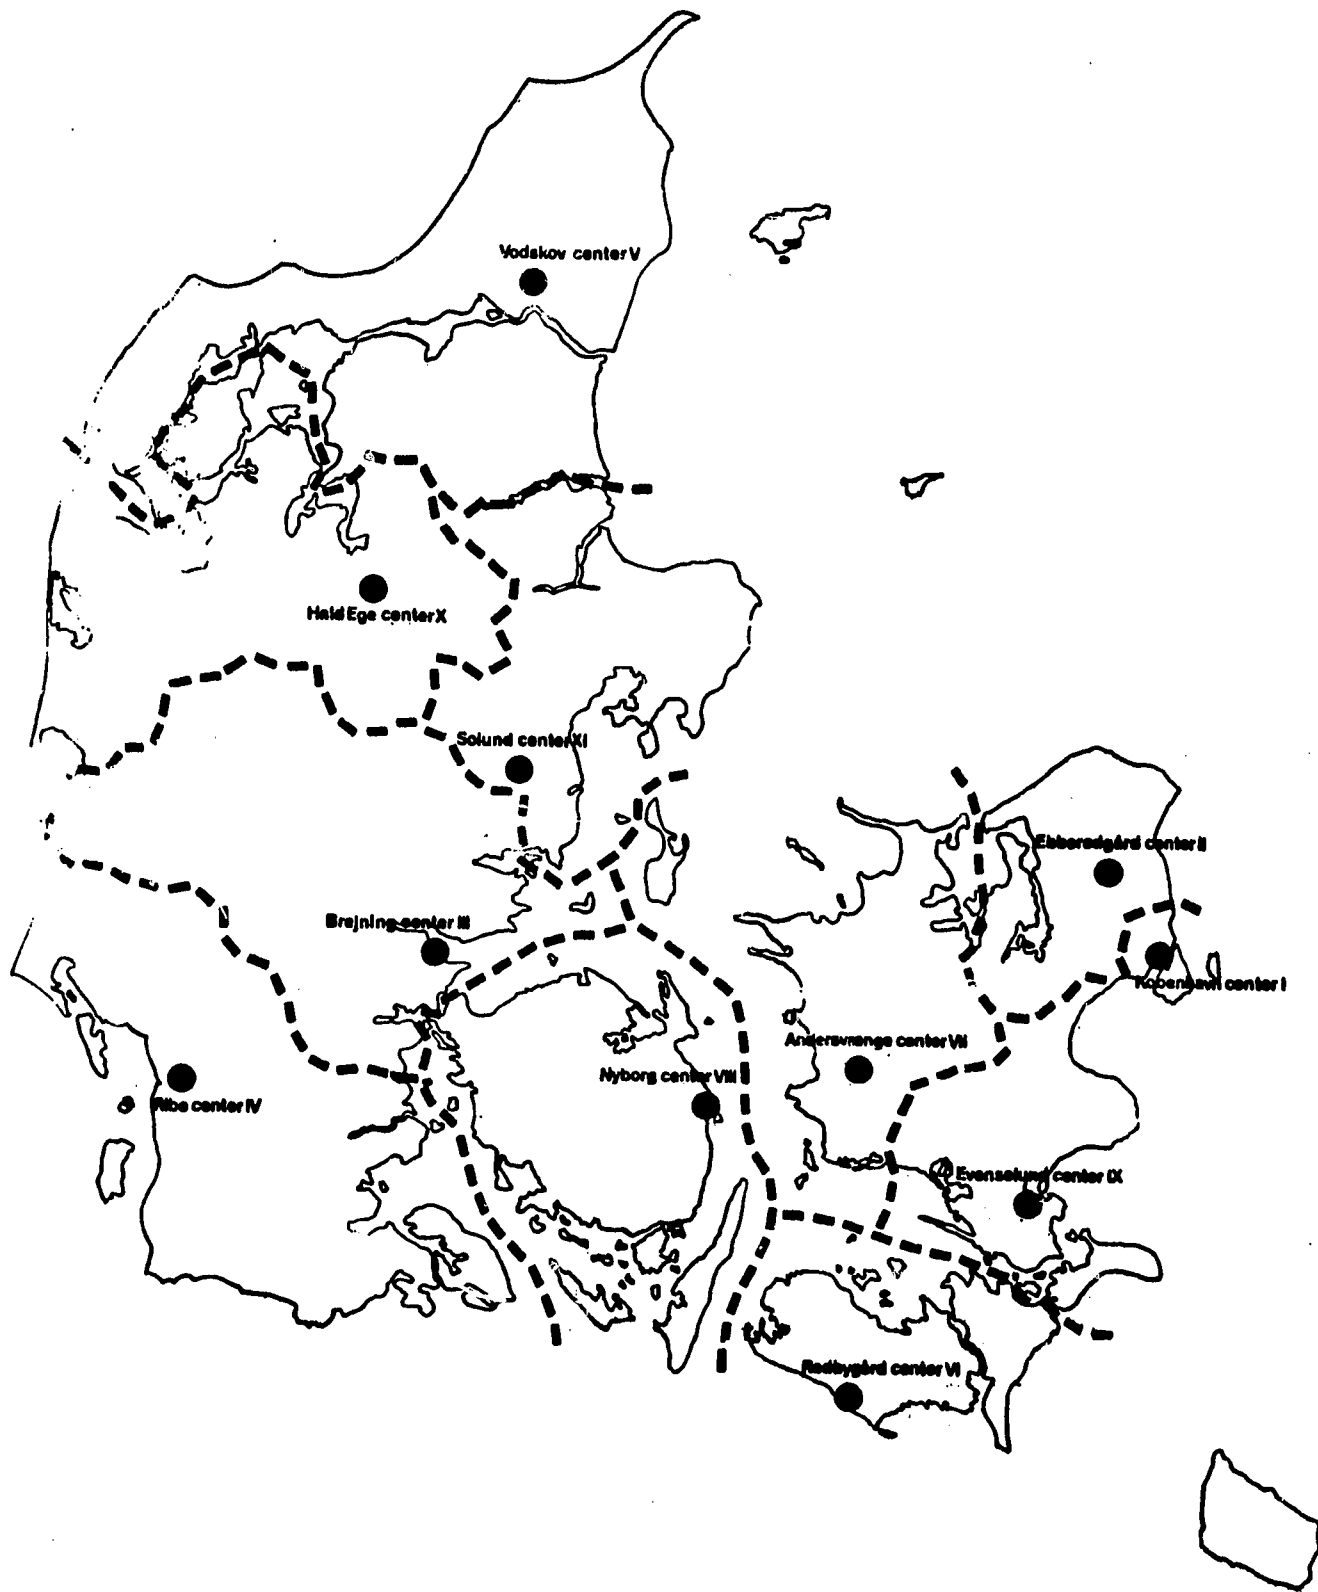 Vodskov center V
Hald Ege center X
Solund center XI
Ebberødgård center II
Brejning center III
København center I
Andersvænge center VII
Nyborg center VIII
Ribe center IV
Evensølund center IX
Rødbygård center VI